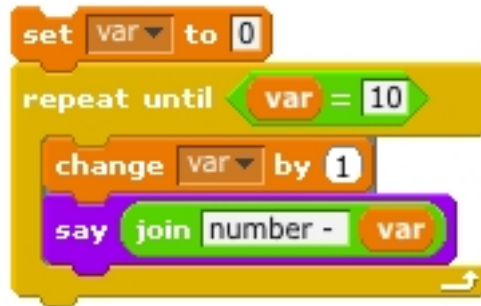 set var to 0
repeat until var = 10
change var by 1
say join number - var